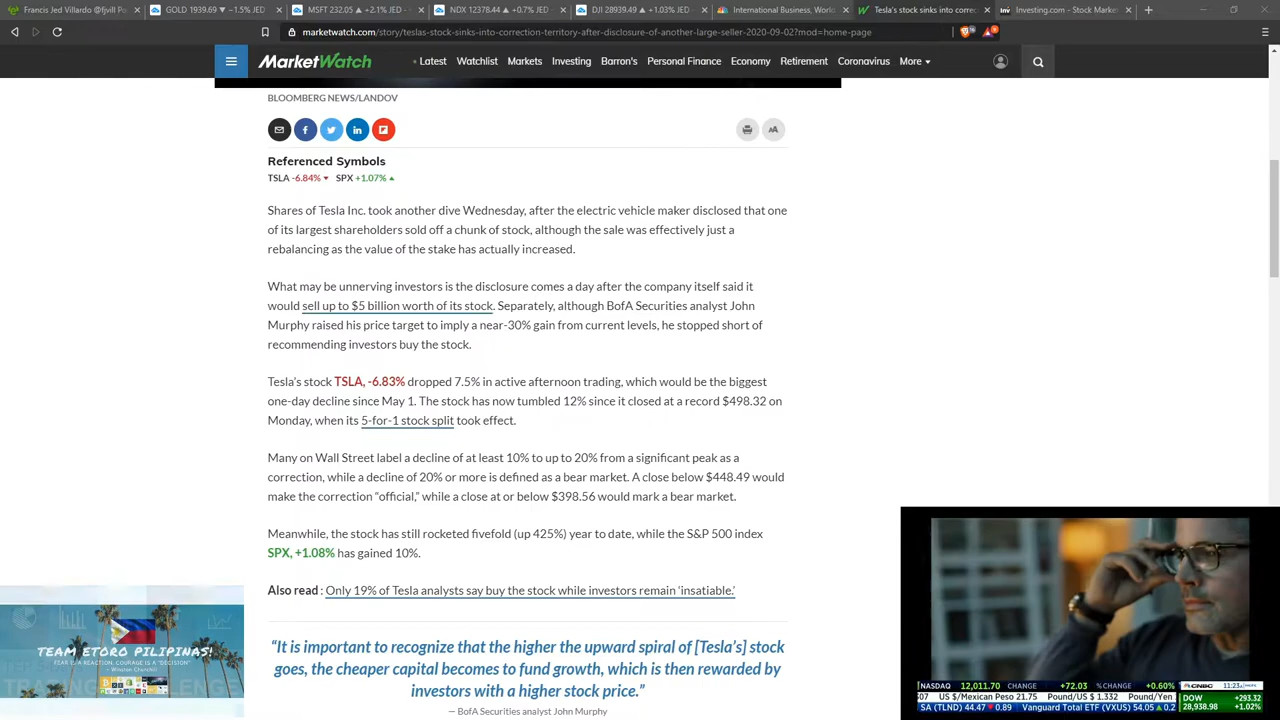 Francis Jed Villardo @fjvill Po
GOLD 1939.69 ▼ −1.5% JED -
MSFT 232.05 ▲ +2.1% JED -
NDX 12378.44 ▲ +0.7% JED -
DJI 28939.49 ▲ +1.03% JED -
International Business, World
Tesla's stock sinks into correc
Investing.com - Stock Market
marketwatch.com/story/teslas-stock-sinks-into-correction-territory-after-disclosure-of-another-large-seller-2020-09-02?mod=home-page
MarketWatch
Latest Watchlist Markets Investing Barron's Personal Finance Economy Retirement Coronavirus More
BLOOMBERG NEWS/LANDOV
AA
Referenced Symbols
TSLA -6.84% ▼ SPX +1.07% ▲
Shares of Tesla Inc. took another dive Wednesday, after the electric vehicle maker disclosed that one
of its largest shareholders sold off a chunk of stock, although the sale was effectively just a
rebalancing as the value of the stake has actually increased.
What may be unnerving investors is the disclosure comes a day after the company itself said it
would sell up to $5 billion worth of its stock. Separately, although BofA Securities analyst John
Murphy raised his price target to imply a near-30% gain from current levels, he stopped short of
recommending investors buy the stock.
Tesla's stock TSLA, -6.83% dropped 7.5% in active afternoon trading, which would be the biggest
one-day decline since May 1. The stock has now tumbled 12% since it closed at a record $498.32 on
Monday, when its 5-for-1 stock split took effect.
Many on Wall Street label a decline of at least 10% to up to 20% from a significant peak as a
correction, while a decline of 20% or more is defined as a bear market. A close below $448.49 would
make the correction “official,” while a close at or below $398.56 would mark a bear market.
Meanwhile, the stock has still rocketed fivefold (up 425%) year to date, while the S&P 500 index
SPX, +1.08% has gained 10%.
Also read : Only 19% of Tesla analysts say buy the stock while investors remain 'insatiable.'
“It is important to recognize that the higher the upward spiral of [Tesla's] stock
goes, the cheaper capital becomes to fund growth, which is then rewarded by
investors with a higher stock price.”
— BofA Securities analyst John Murphy
TEAM ETORO PILIPINAS!
FEAR IS A REACTION, COURAGE IS A "DECISION"
- Winston Churchill
NASDAQ 12,011.70 CHANGE +72.03 % CHANGE +0.60%
CNBC 11:23
US $/Mexican Peso 21.75 Pound/US $ 1.332 Pound/Yen
SA (TLND) 44.47 ▼ 0.89 Vanguard Total ETF (VXUS) 54.05 ▲ 0.2
DOW +293.32
28,938.98 +1.02%